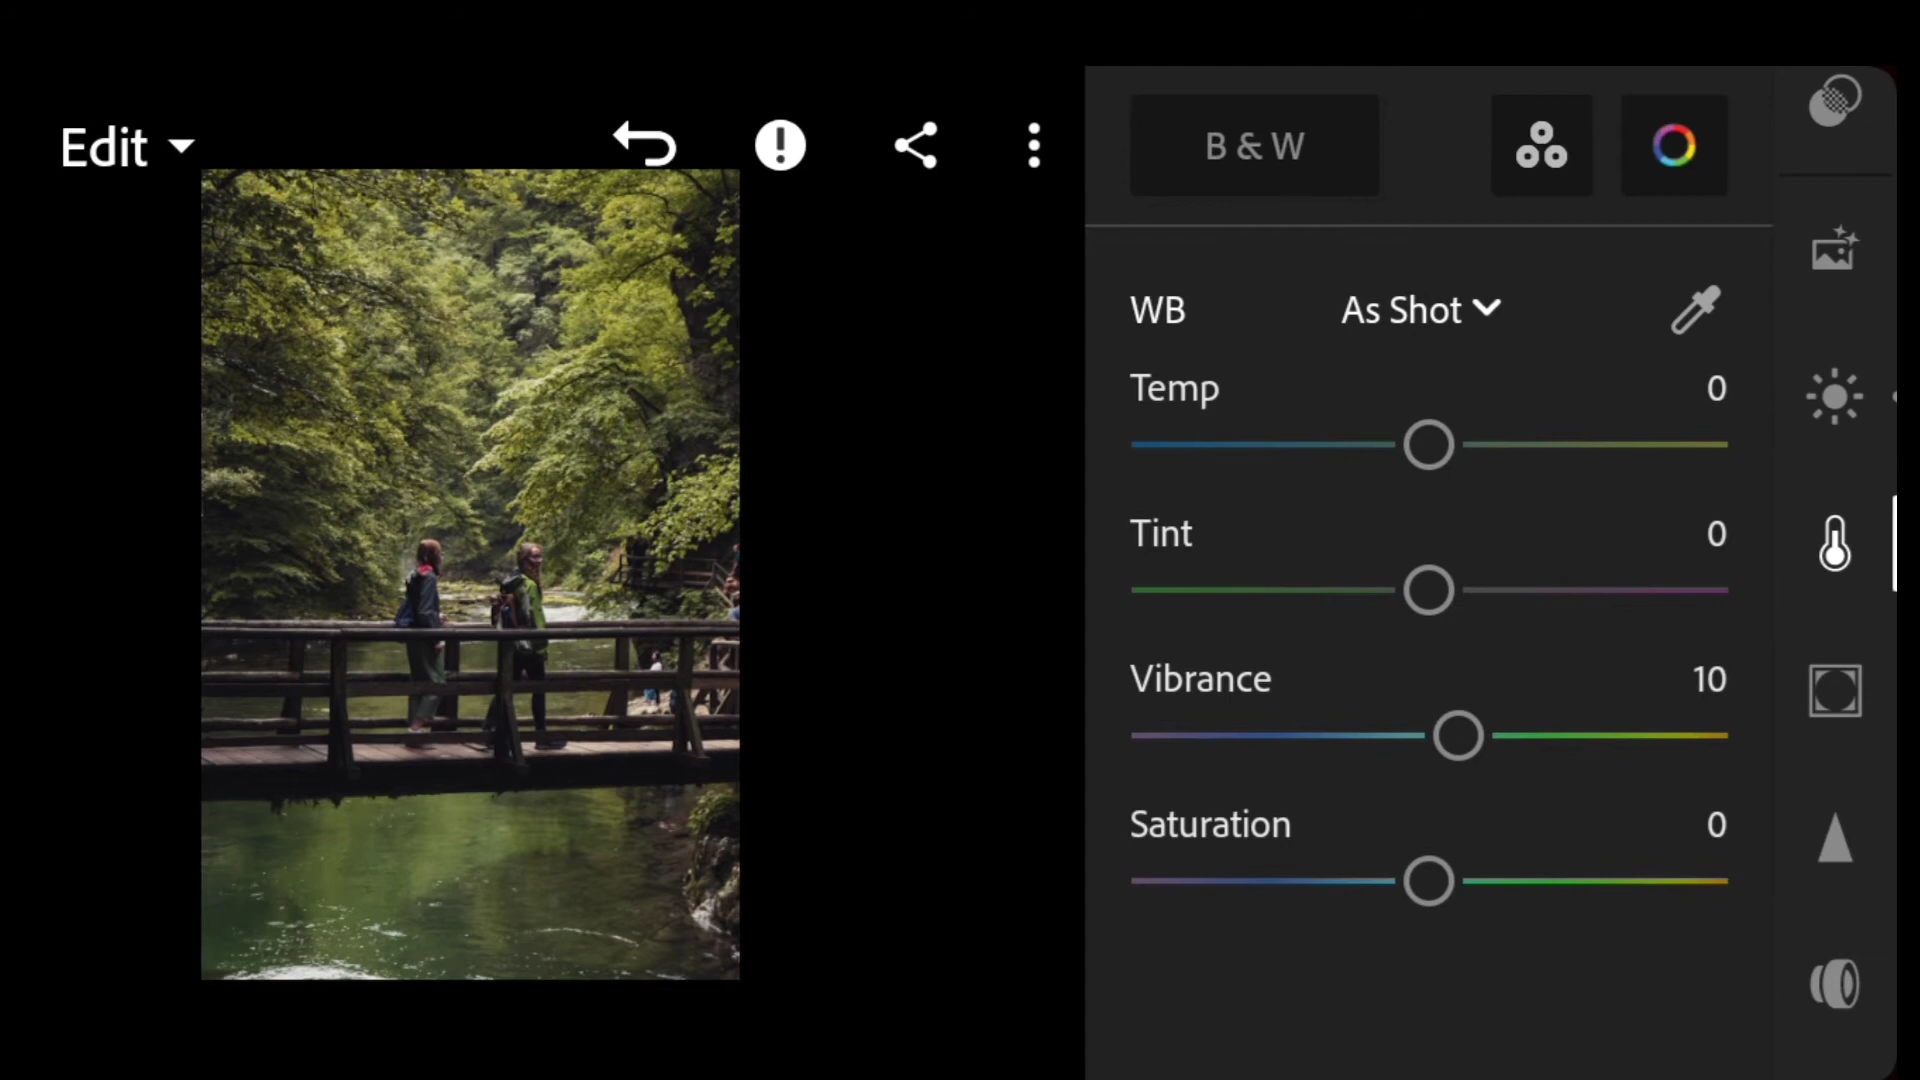 Edit
B & W
WB As Shot
Temp 0
Tint 0
Vibrance 10
Saturation 0